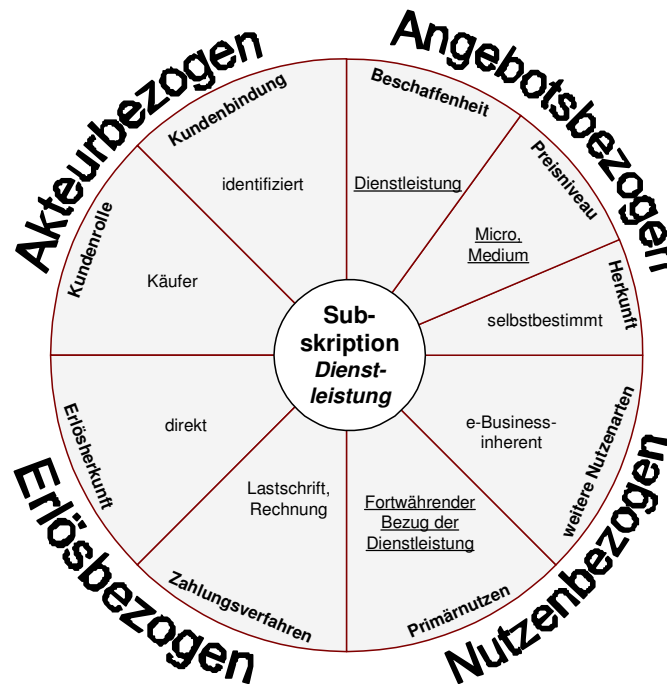 Akteurbezogen
Angebotsbezogen
Kundenbindung
identifiziert
Beschaffenheit
Dienstleistung
Preisniveau
Micro,
Medium
Herkunft
selbstbestimmt
Kundenrolle
Käufer
Sub-
skription
Dienst-
leistung
Erlösherkunft
direkt
Zahlungsverfahren
Lastschrift,
Rechnung
Primärnutzen
Fortwährender
Bezug der
Dienstleistung
weitere Nutzenarten
e-Business-
inherent
Erlösbezogen
Nutzenbezogen